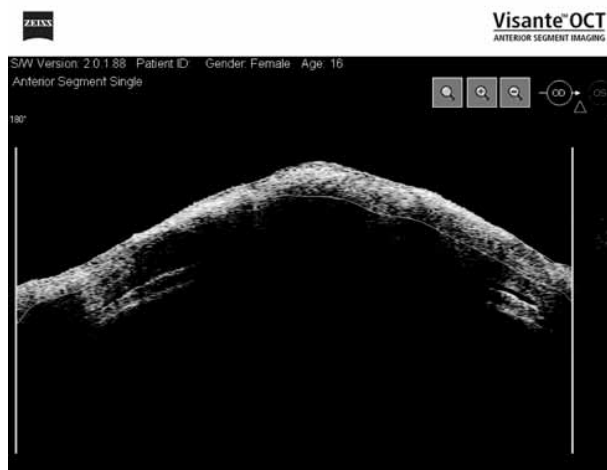 ZEISS
Visante™ OCT
ANTERIOR SEGMENT IMAGING
S/W Version: 2.0.1.88 Patient ID: Gender: Female Age: 16
Anterior Segment Single
OD
OS
180°